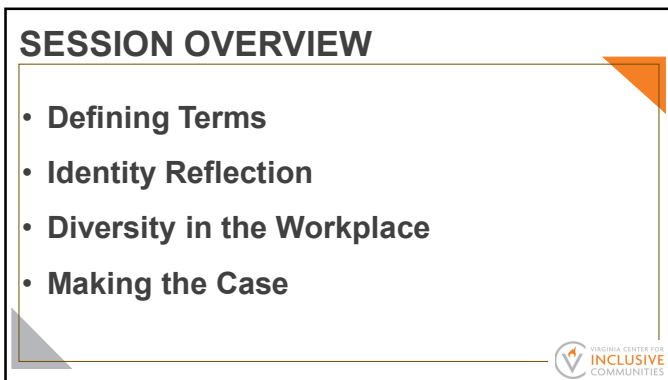 SESSION OVERVIEW
• Defining Terms
• Identity Reflection
• Diversity in the Workplace
• Making the Case
VIRGINIA CENTER FOR
INCLUSIVE
COMMUNITIES